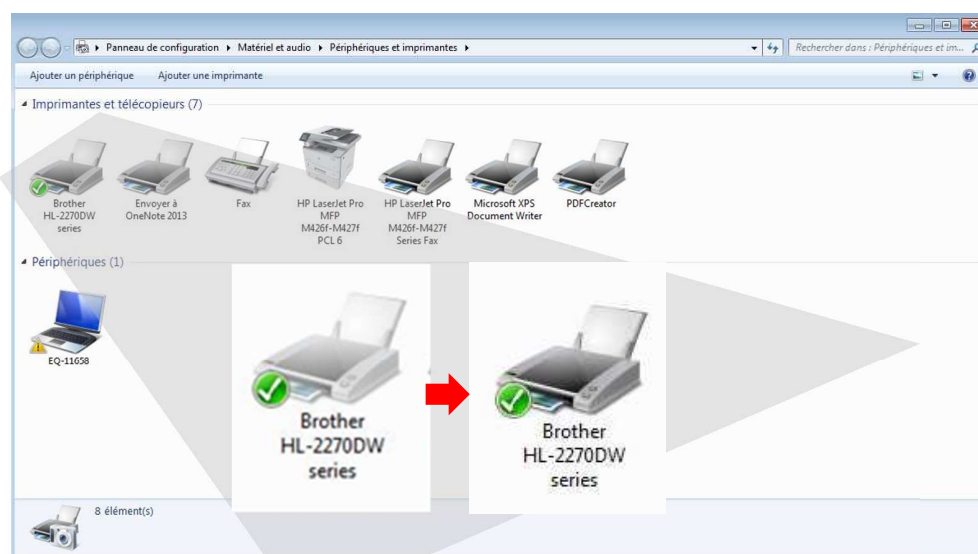 Panneau de configuration Matériel et audio Périphériques et imprimantes
Rechercher dans : Périphériques et im...
Ajouter un périphérique Ajouter une imprimante
Imprimantes et télécopieurs (7)
Brother
HL-2270DW
series
Envoyer à
OneNote 2013
Fax
HP LaserJet Pro
MFP
M426f-M427f
PCL 6
HP LaserJet Pro
MFP
M426f-M427f
Series Fax
Microsoft XPS
Document Writer
PDFCreator
Périphériques (1)
EQ-11658
Brother
HL-2270DW
series
Brother
HL-2270DW
series
8 élément(s)